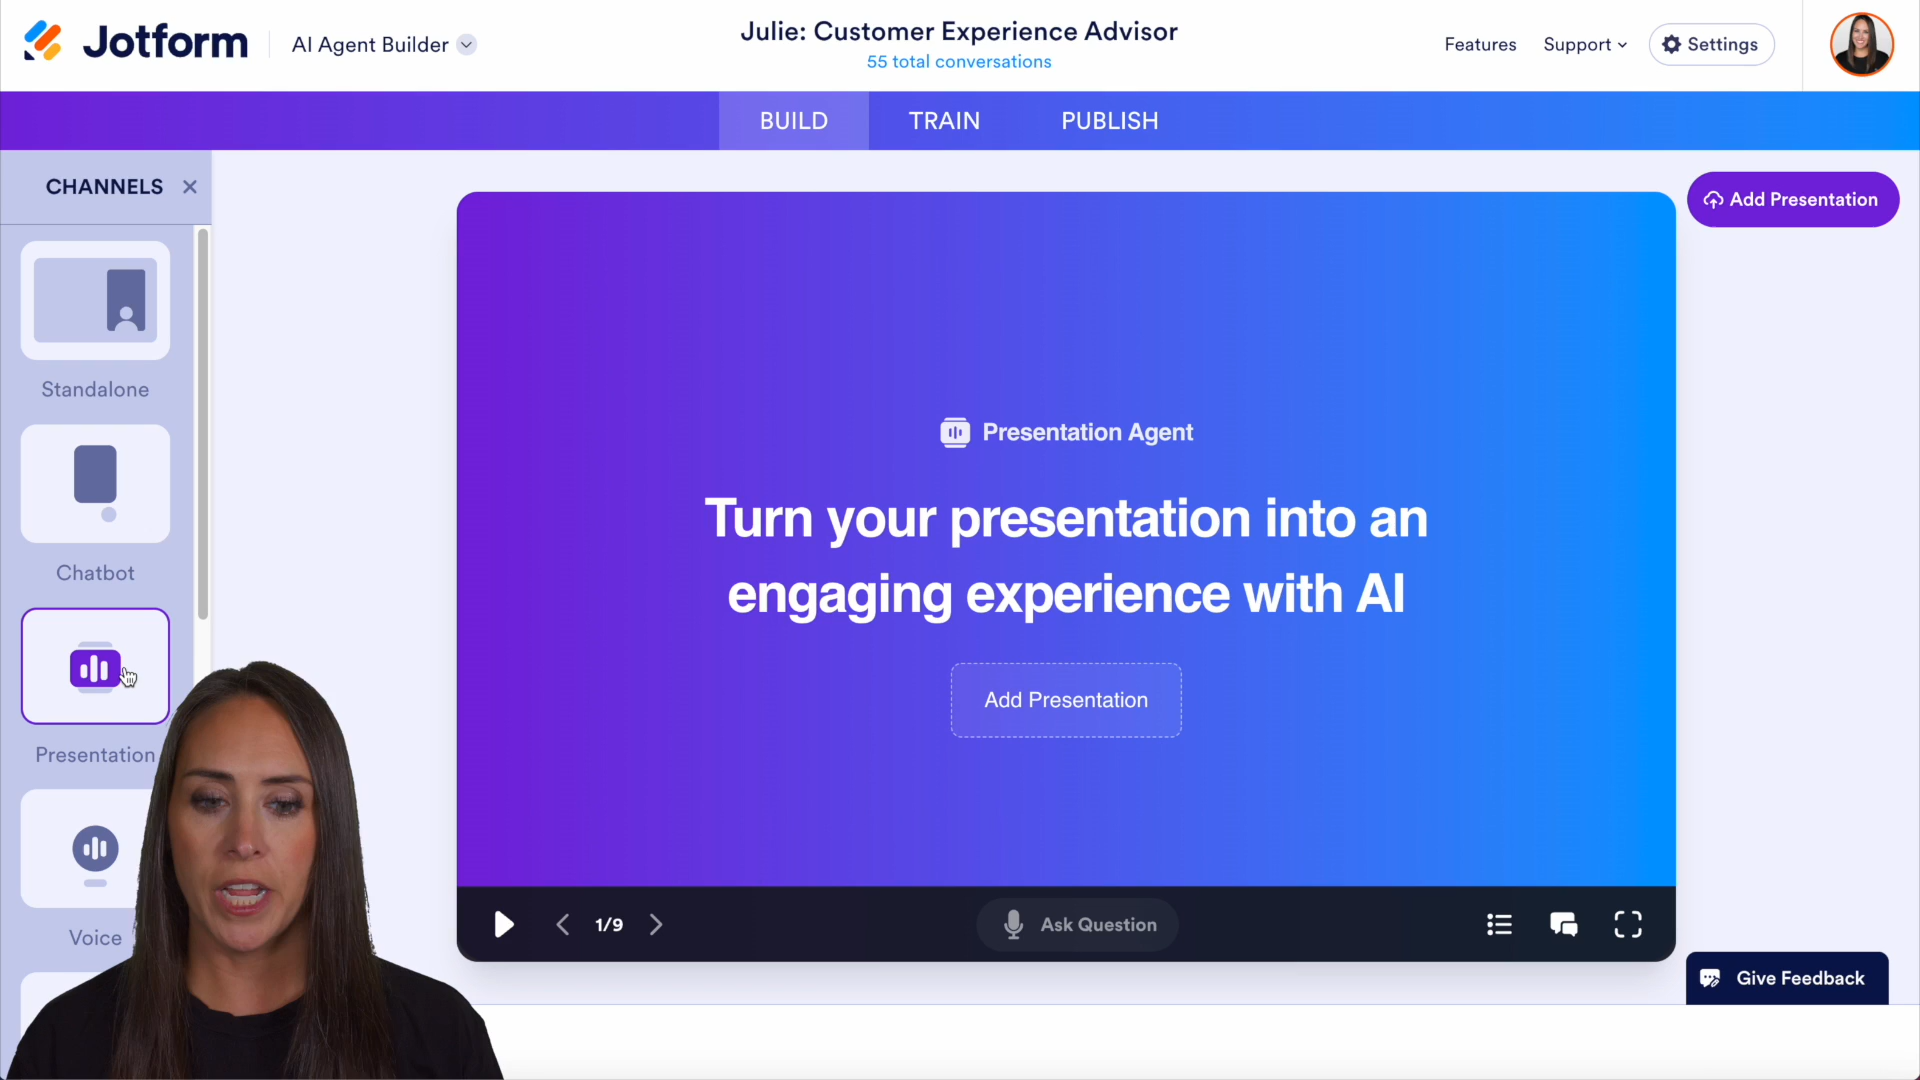 Jotform
AI Agent Builder
Julie: Customer Experience Advisor
55 total conversations
Features
Support
Settings
BUILD
TRAIN
PUBLISH
CHANNELS
Standalone
Chatbot
Presentation
Voice
Add Presentation
Presentation Agent
Turn your presentation into an
engaging experience with AI
Add Presentation
1/9
Ask Question
Give Feedback